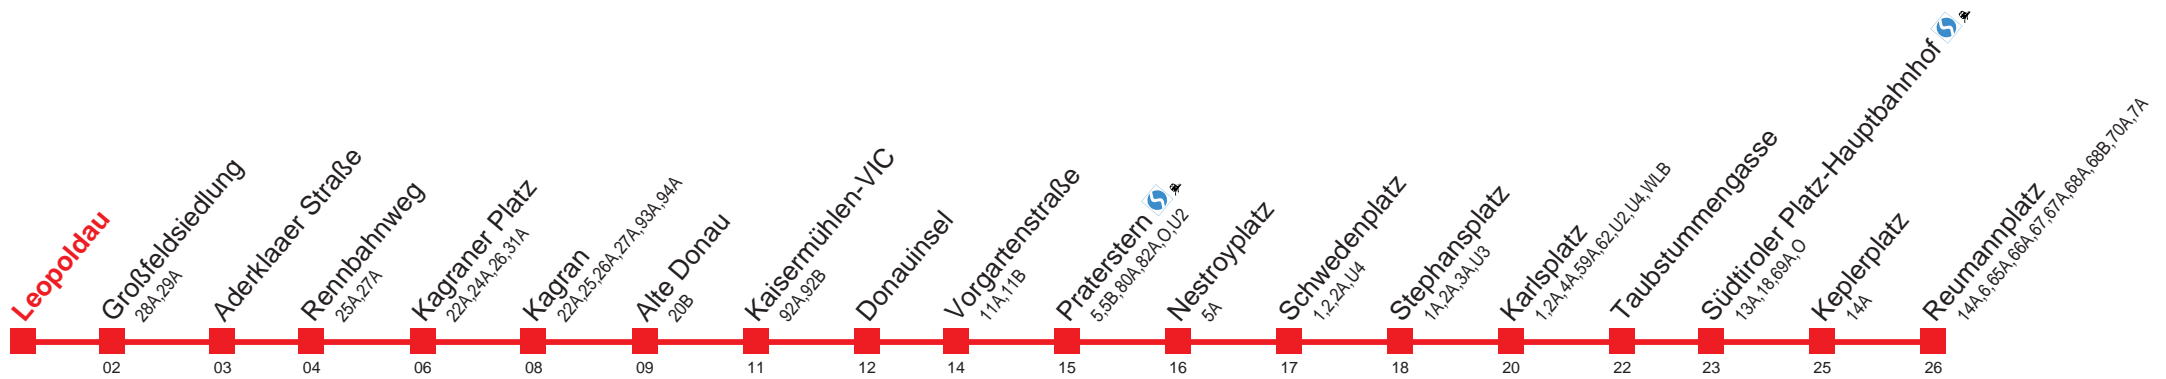 Leopoldau
Großfeldsiedlung
28A,29A
Aderklaaer Straße
Rennbahnweg
25A,27A
Kagraner Platz
22A,24A,26,31A
Kagran
22A,25,26A,27A,93A,94A
Alte Donau
20B
Kaisermühlen-VIC
92A,92B
Donauinsel
Vorgartenstraße
11A,11B
Praterstern
5,5B,80A,82A,O,U2
Nestroyplatz
5A
Schwedenplatz
1,2,2A,U4
Stephansplatz
1A,2A,3A,U3
Karlsplatz
1,2A,4A,59A,62,U2,U4,WLB
Taubstummengasse
Südtiroler Platz-Hauptbahnhof
13A,18,69A,O
Keplerplatz
14A
Reumannplatz
14A,6,65A,66A,67,67A,68A,68B,70A,7A
02 03 04 06 08 09 11 12 14 15 16 17 18 20 22 23 25 26